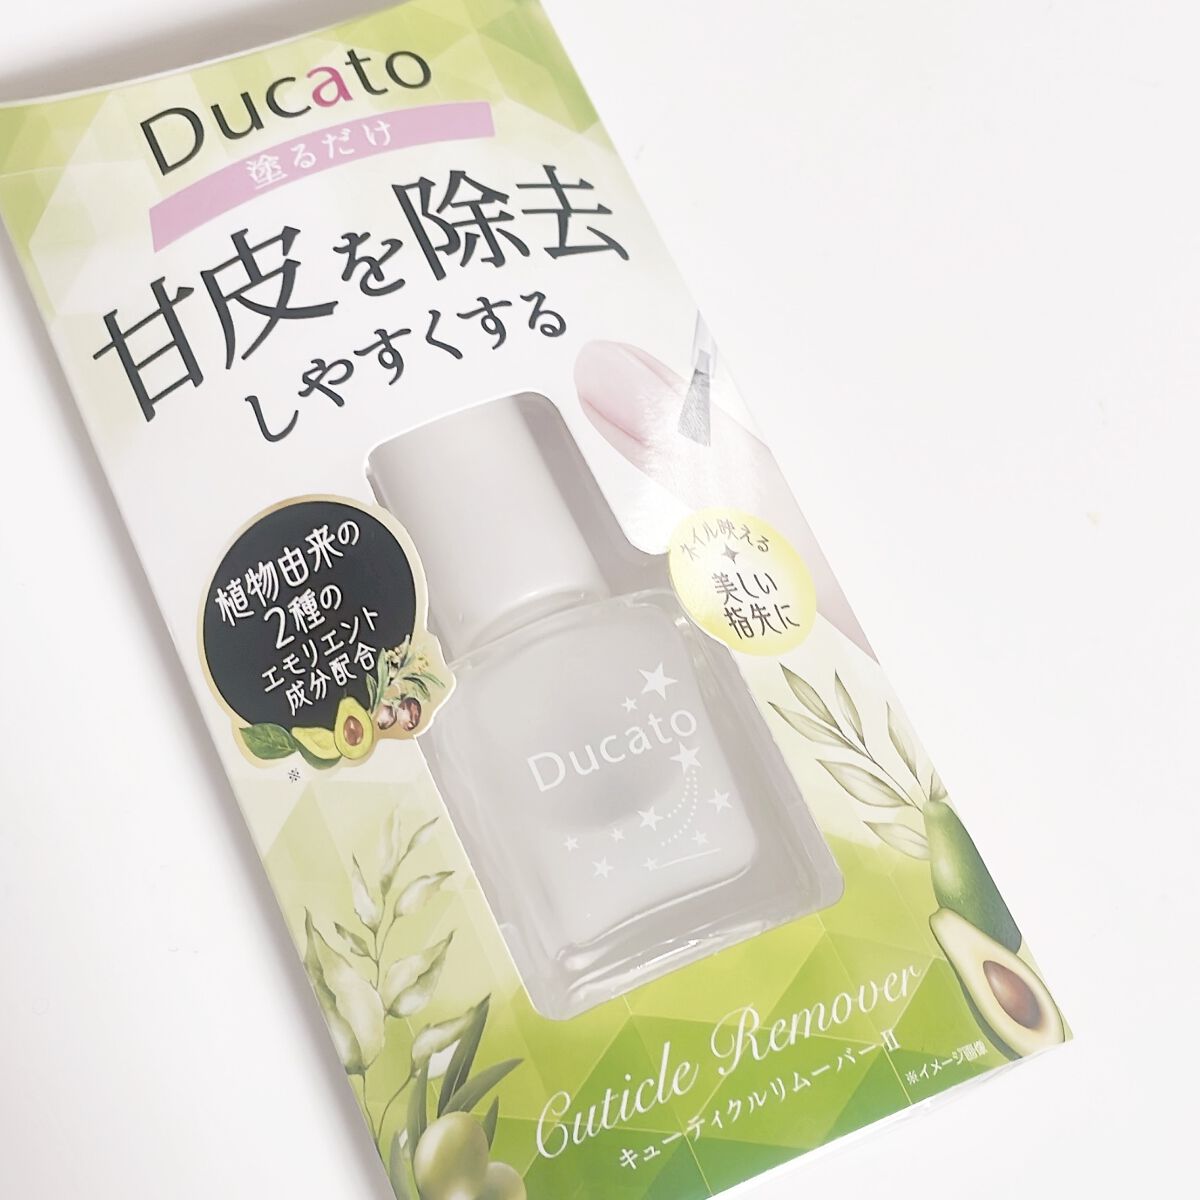 Ducato
塗るだけ
甘皮を除去
しやすくする
植物由来の
2種の
エモリエント
成分配合
※
ネイル映える
美しい
指先に
Ducato
Cuticle Remover
キューティクルリムーバーII
※イメージ画像